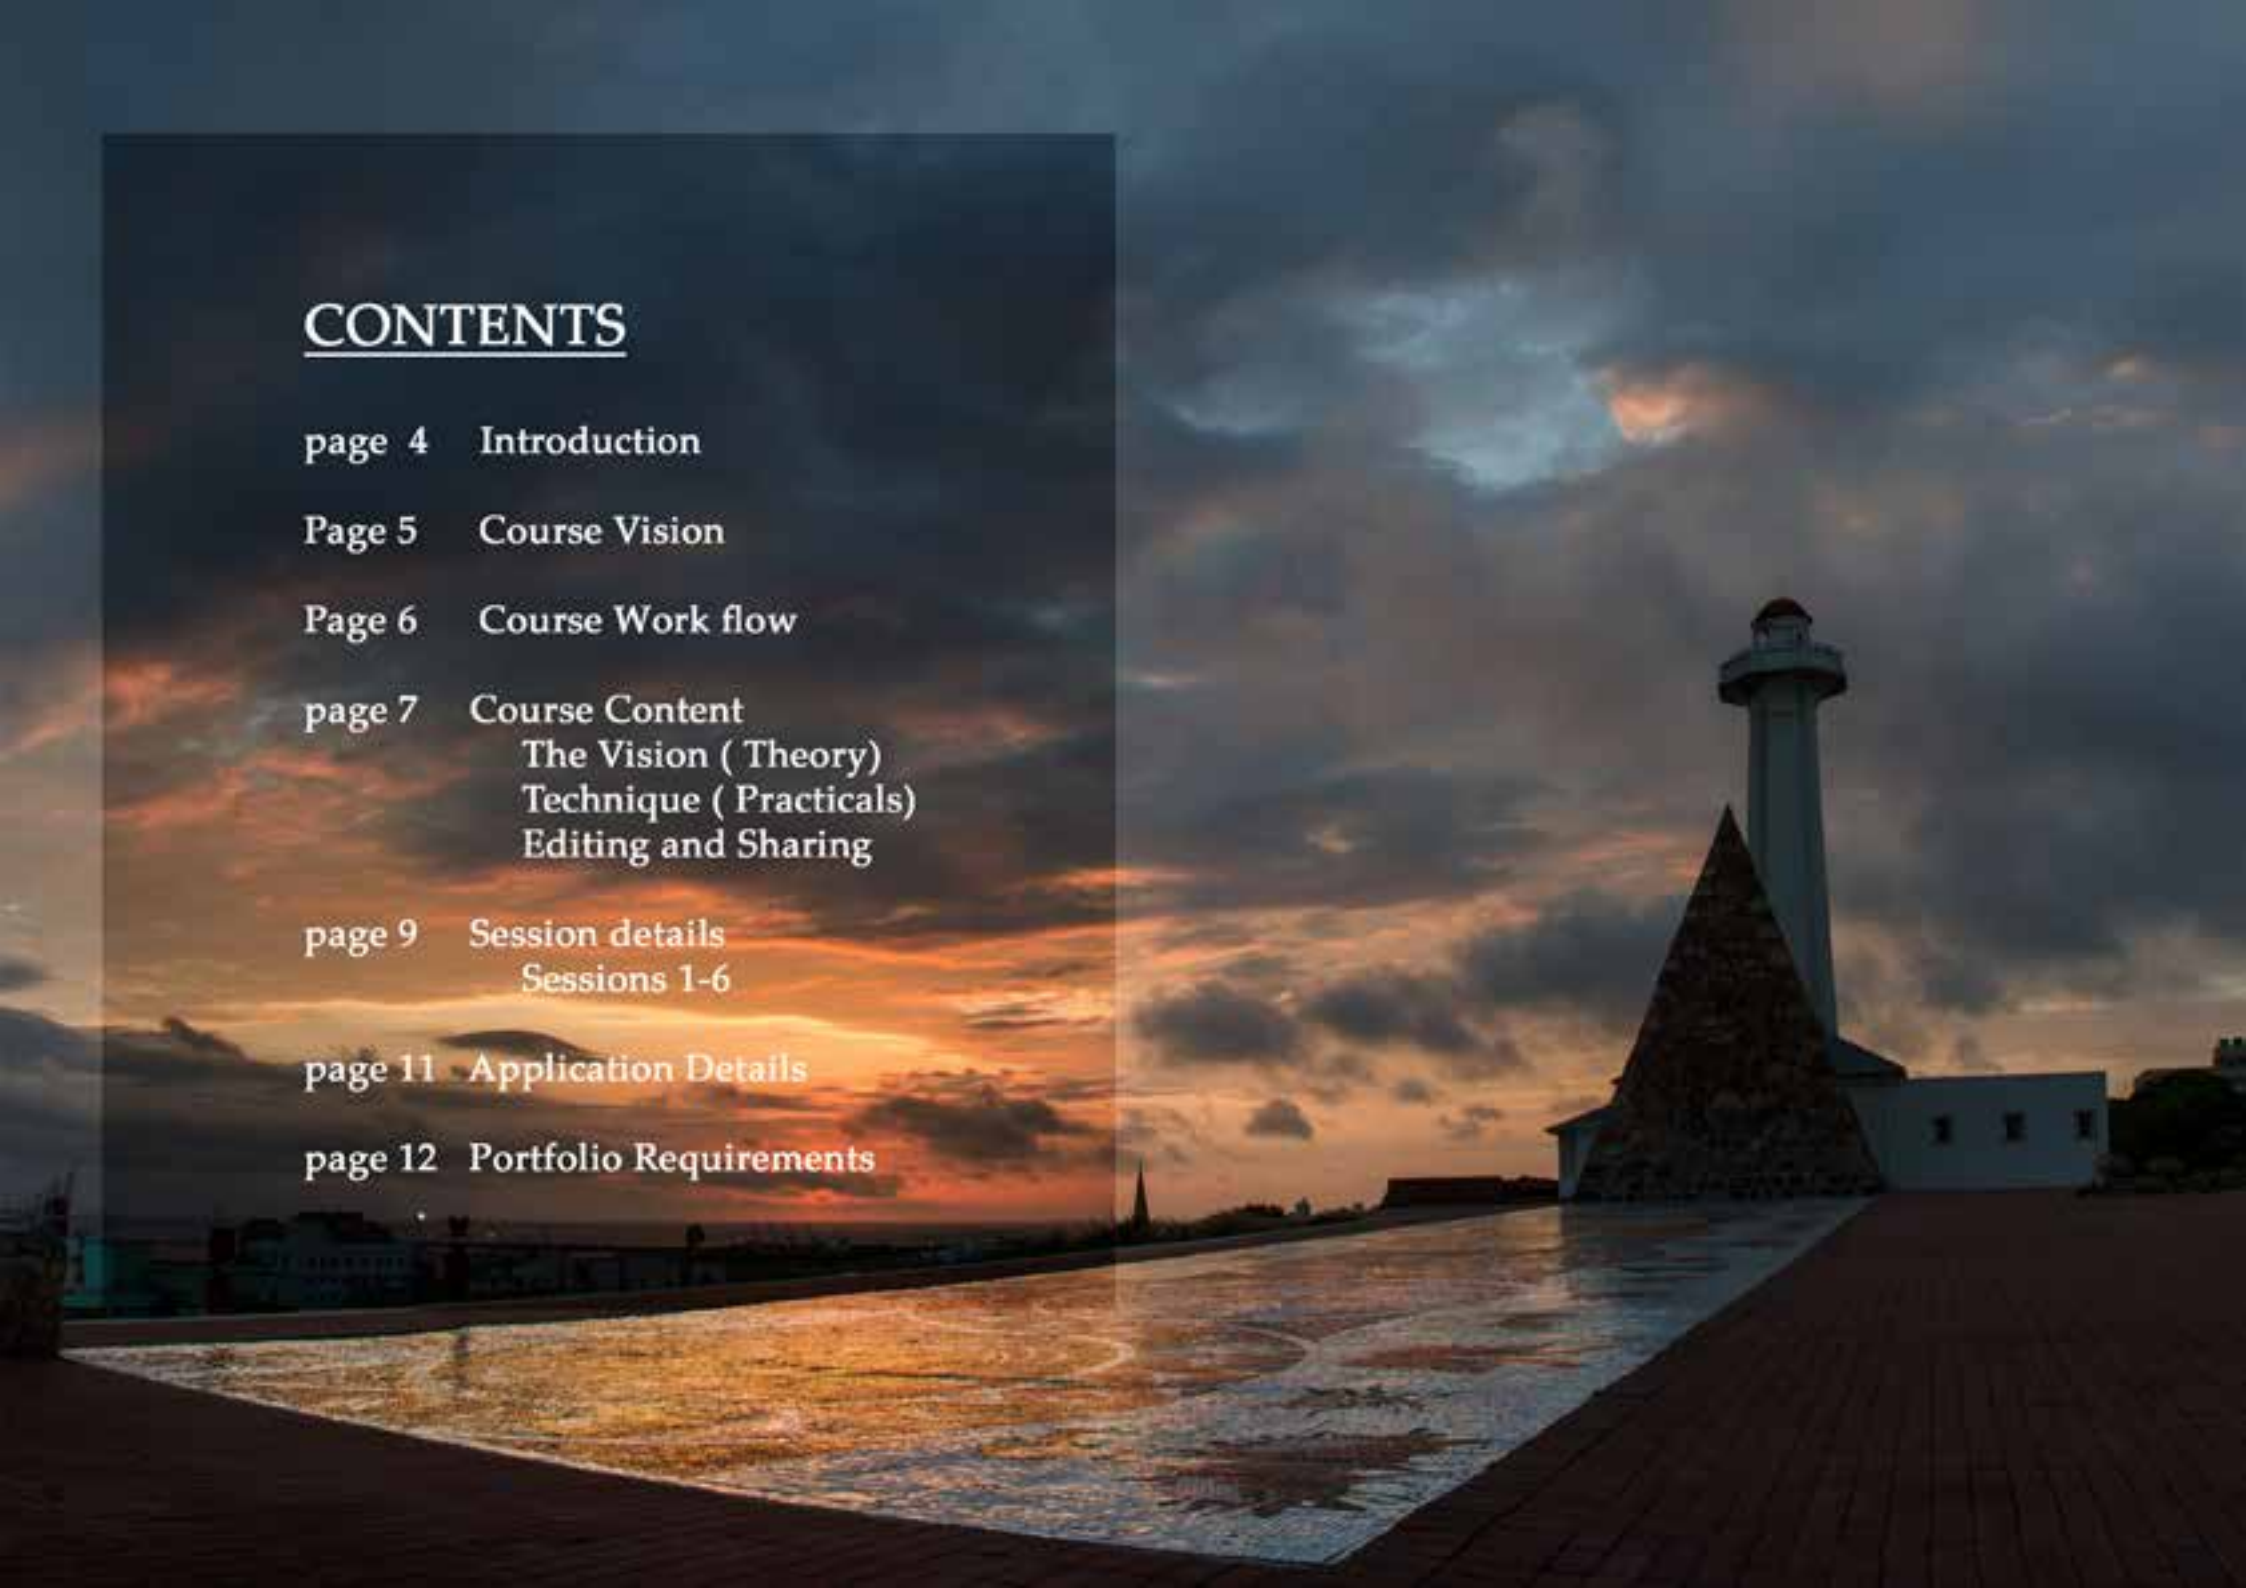 CONTENTS
page 4 Introduction
Page 5 Course Vision
Page 6 Course Work flow
page 7 Course Content
The Vision ( Theory)
Technique ( Practicals)
Editing and Sharing
page 9 Session details
Sessions 1-6
page 11 Application Details
page 12 Portfolio Requirements